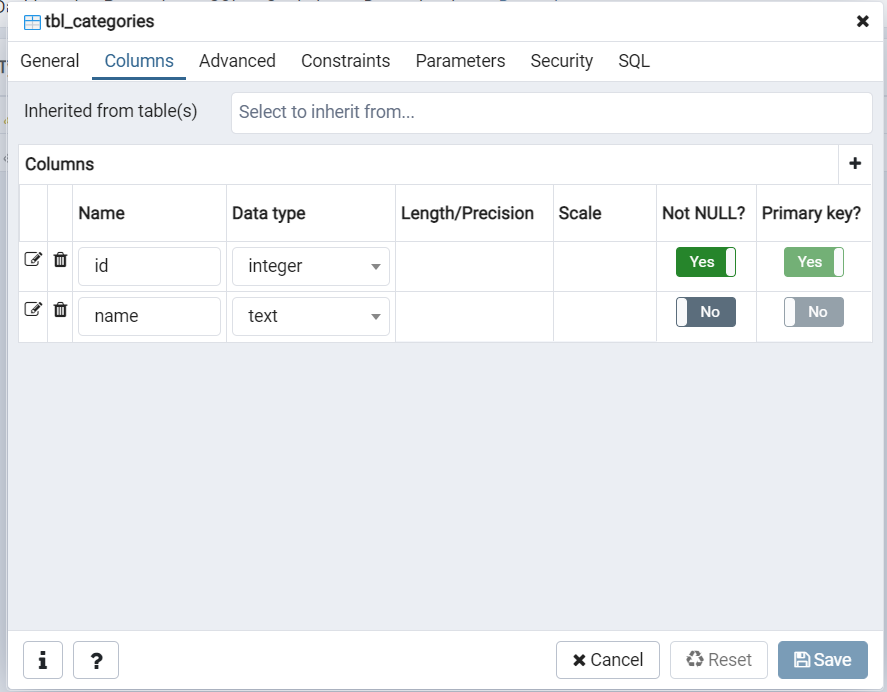 tbl_categories
General Columns Advanced Constraints Parameters Security SQL
Inherited from table(s) Select to inherit from...
Columns
Name Data type Length/Precision Scale Not NULL? Primary key?
id integer Yes Yes
name text No No
i ? Cancel Reset Save